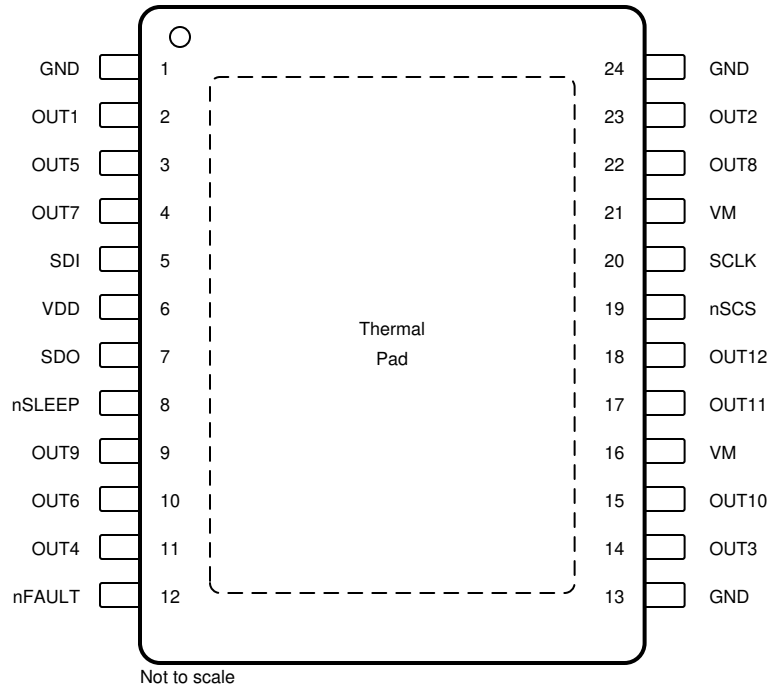 GND 1 24 GND
OUT1 2 23 OUT2
OUT5 3 22 OUT8
OUT7 4 21 VM
SDI 5 20 SCLK
VDD 6 19 nSCS
Thermal
Pad
SDO 7 18 OUT12
nSLEEP 8 17 OUT11
OUT9 9 16 VM
OUT6 10 15 OUT10
OUT4 11 14 OUT3
nFAULT 12 13 GND
Not to scale